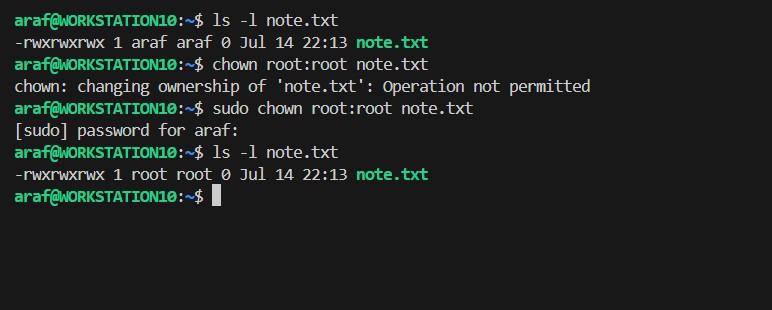 araf@WORKSTATION10:~$ ls -l note.txt
-rwxrwxrwx 1 araf araf 0 Jul 14 22:13 note.txt
araf@WORKSTATION10:~$ chown root:root note.txt
chown: changing ownership of 'note.txt': Operation not permitted
araf@WORKSTATION10:~$ sudo chown root:root note.txt
[sudo] password for araf:
araf@WORKSTATION10:~$ ls -l note.txt
-rwxrwxrwx 1 root root 0 Jul 14 22:13 note.txt
araf@WORKSTATION10:~$